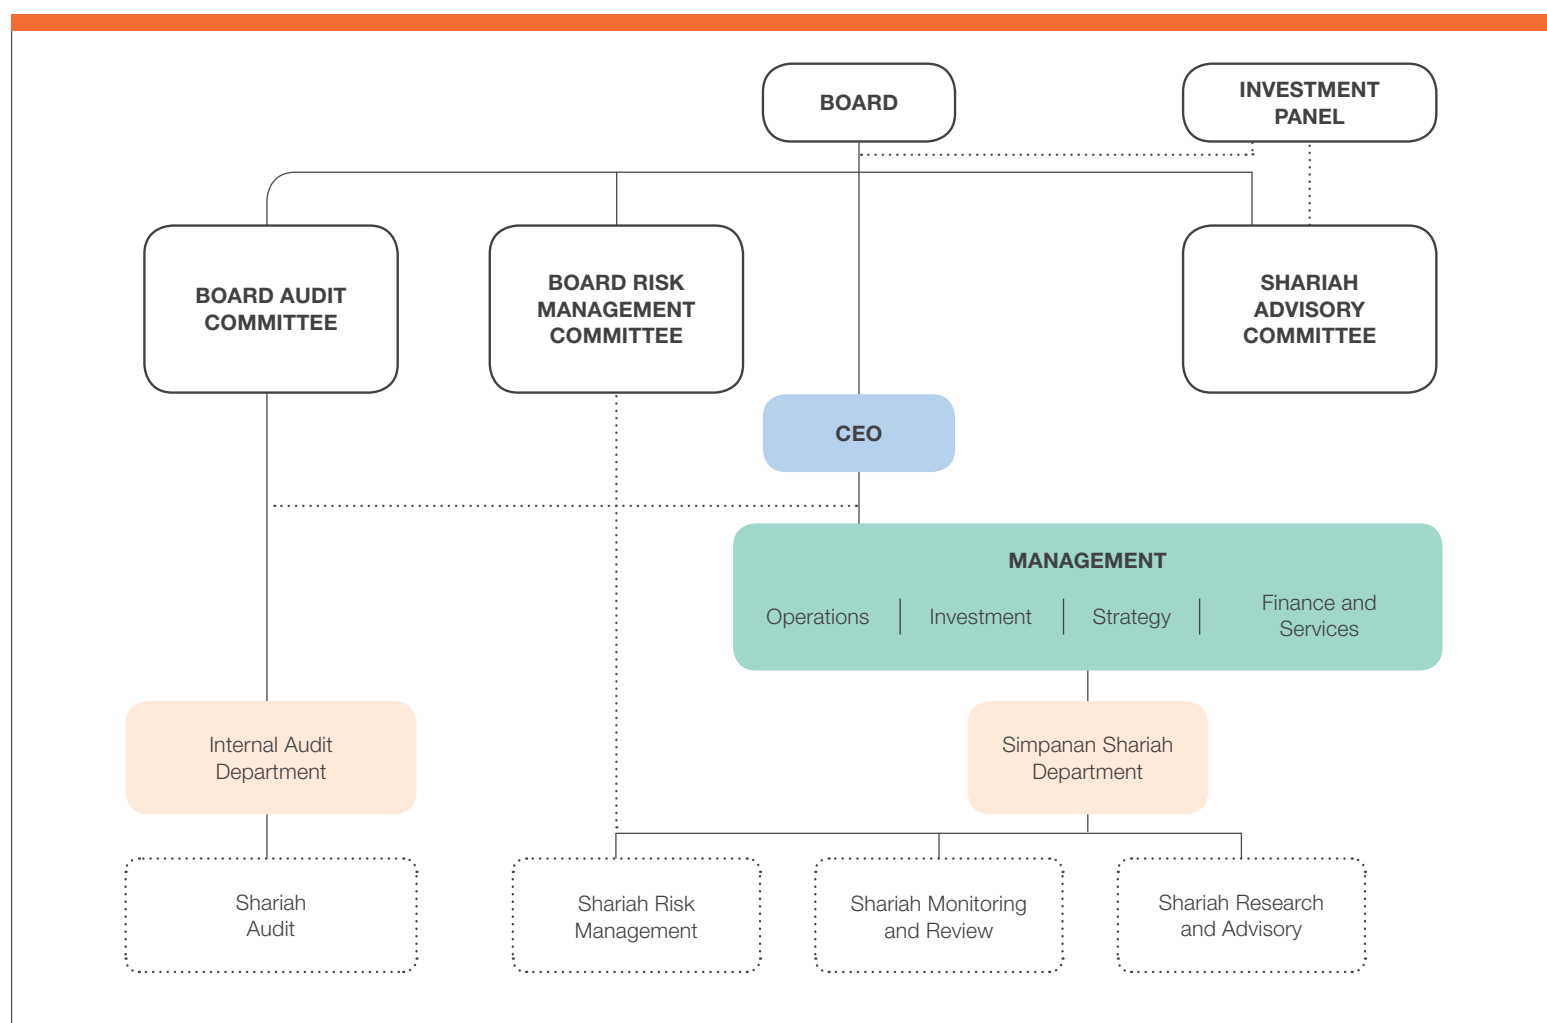 BOARD
INVESTMENT
PANEL
BOARD AUDIT
COMMITTEE
BOARD RISK
MANAGEMENT
COMMITTEE
SHARIAH
ADVISORY
COMMITTEE
CEO
MANAGEMENT
Operations
Investment
Strategy
Finance and
Services
Internal Audit
Department
Simpanan Shariah
Department
Shariah
Audit
Shariah Risk
Management
Shariah Monitoring
and Review
Shariah Research
and Advisory